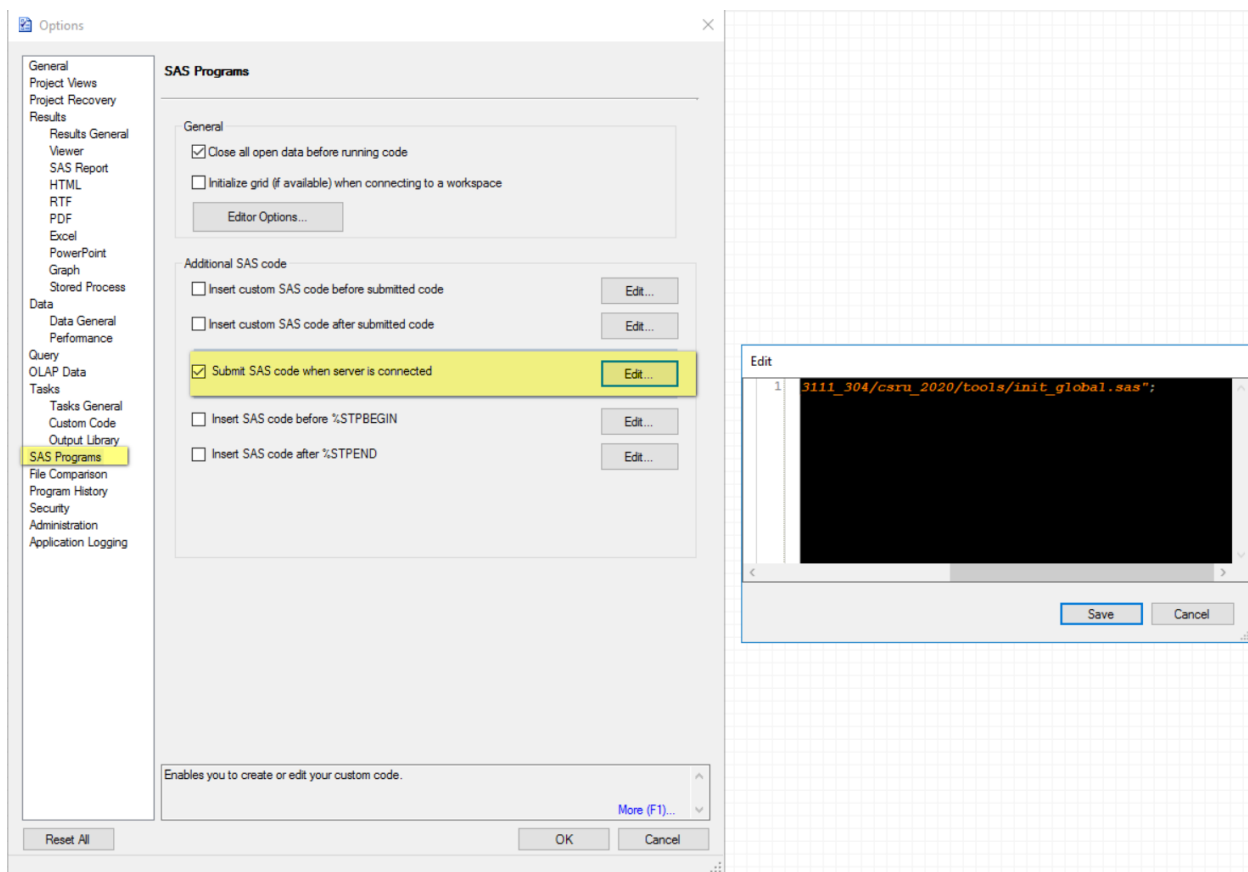 Options
General
Project Views
Project Recovery
Results
Results General
Viewer
SAS Report
HTML
RTF
PDF
Excel
PowerPoint
Graph
Stored Process
Data
Data General
Performance
Query
OLAP Data
Tasks
Tasks General
Custom Code
Output Library
SAS Programs
File Comparison
Program History
Security
Administration
Application Logging
SAS Programs
General
Close all open data before running code
Initialize grid (if available) when connecting to a workspace
Editor Options...
Additional SAS code
Insert custom SAS code before submitted code
Edit...
Insert custom SAS code after submitted code
Edit...
Submit SAS code when server is connected
Edit...
Insert SAS code before %STPBEGIN
Edit...
Insert SAS code after %STPEND
Edit...
Enables you to create or edit your custom code.
More (F1)...
Reset All
OK
Cancel
Edit
1 3111_304/csru_2020/tools/init_global.sas";
Save
Cancel